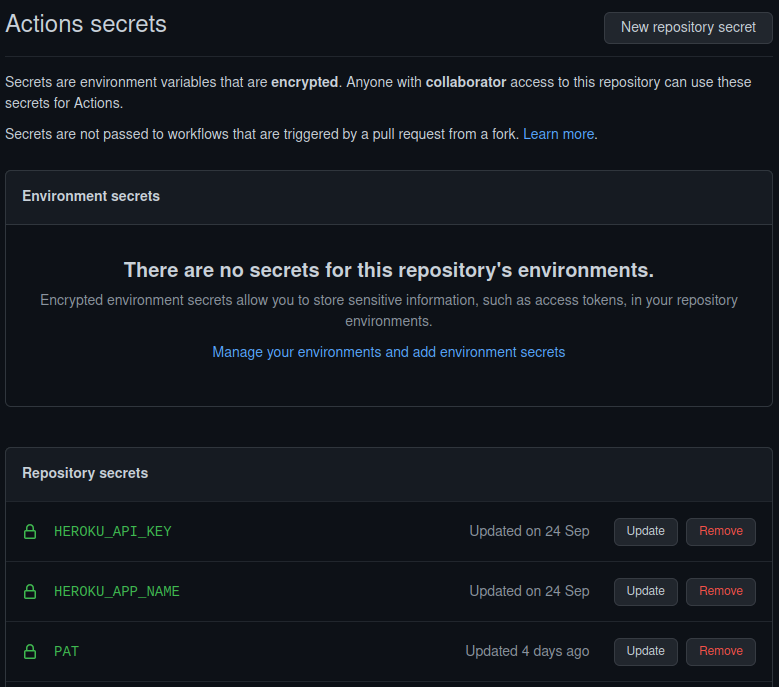 Actions secrets
New repository secret
Secrets are environment variables that are encrypted. Anyone with collaborator access to this repository can use these
secrets for Actions.
Secrets are not passed to workflows that are triggered by a pull request from a fork. Learn more.
Environment secrets
There are no secrets for this repository's environments.
Encrypted environment secrets allow you to store sensitive information, such as access tokens, in your repository
environments.
Manage your environments and add environment secrets
Repository secrets
HEROKU_API_KEY Updated on 24 Sep Update Remove
HEROKU_APP_NAME Updated on 24 Sep Update Remove
PAT Updated 4 days ago Update Remove